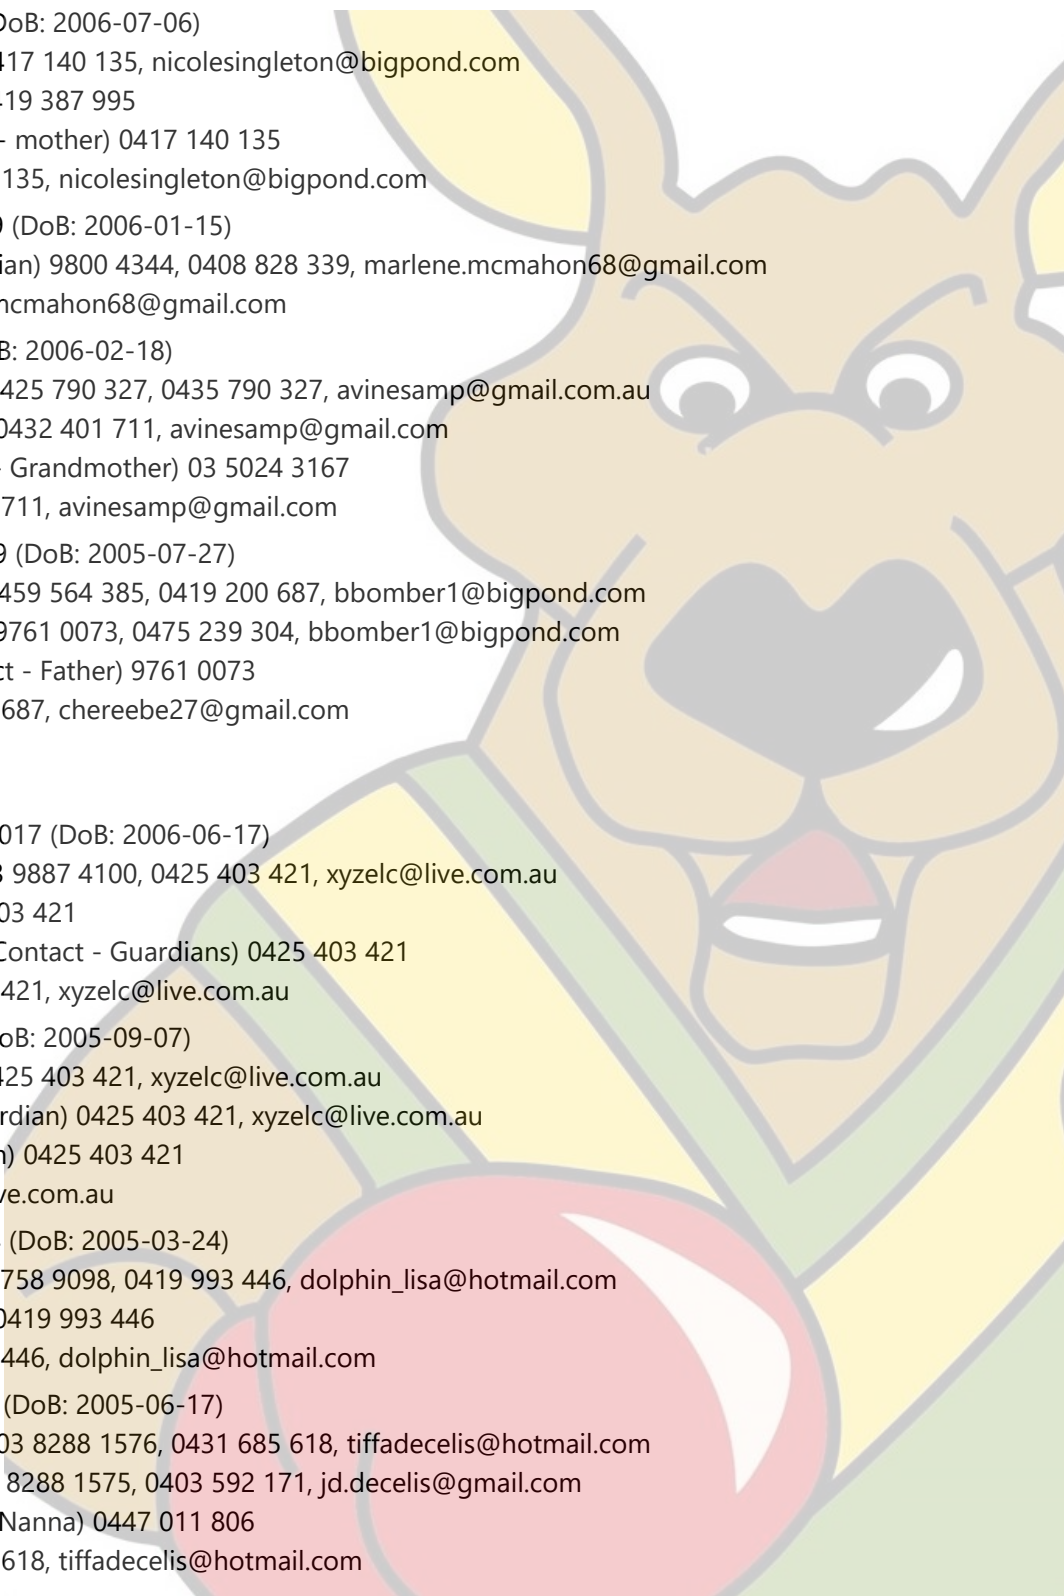 DoB: 2006-07-06)
417 140 135, nicolesingleton@bigpond.com
419 387 995
- mother) 0417 140 135
135, nicolesingleton@bigpond.com
(DoB: 2006-01-15)
ian) 9800 4344, 0408 828 339, marlene.mcmahon68@gmail.com
mcmahon68@gmail.com
B: 2006-02-18)
425 790 327, 0435 790 327, avinesamp@gmail.com.au
0432 401 711, avinesamp@gmail.com
- Grandmother) 03 5024 3167
711, avinesamp@gmail.com
9 (DoB: 2005-07-27)
459 564 385, 0419 200 687, bbomber1@bigpond.com
9761 0073, 0475 239 304, bbomber1@bigpond.com
ct - Father) 9761 0073
687, chereebe27@gmail.com
017 (DoB: 2006-06-17)
3 9887 4100, 0425 403 421, xyzelc@live.com.au
03 421
Contact - Guardians) 0425 403 421
421, xyzelc@live.com.au
oB: 2005-09-07)
425 403 421, xyzelc@live.com.au
rdian) 0425 403 421, xyzelc@live.com.au
n) 0425 403 421
ve.com.au
(DoB: 2005-03-24)
758 9098, 0419 993 446, dolphin_lisa@hotmail.com
0419 993 446
446, dolphin_lisa@hotmail.com
(DoB: 2005-06-17)
03 8288 1576, 0431 685 618, tiffadecelis@hotmail.com
8288 1575, 0403 592 171, jd.decelis@gmail.com
Nanna) 0447 011 806
618, tiffadecelis@hotmail.com